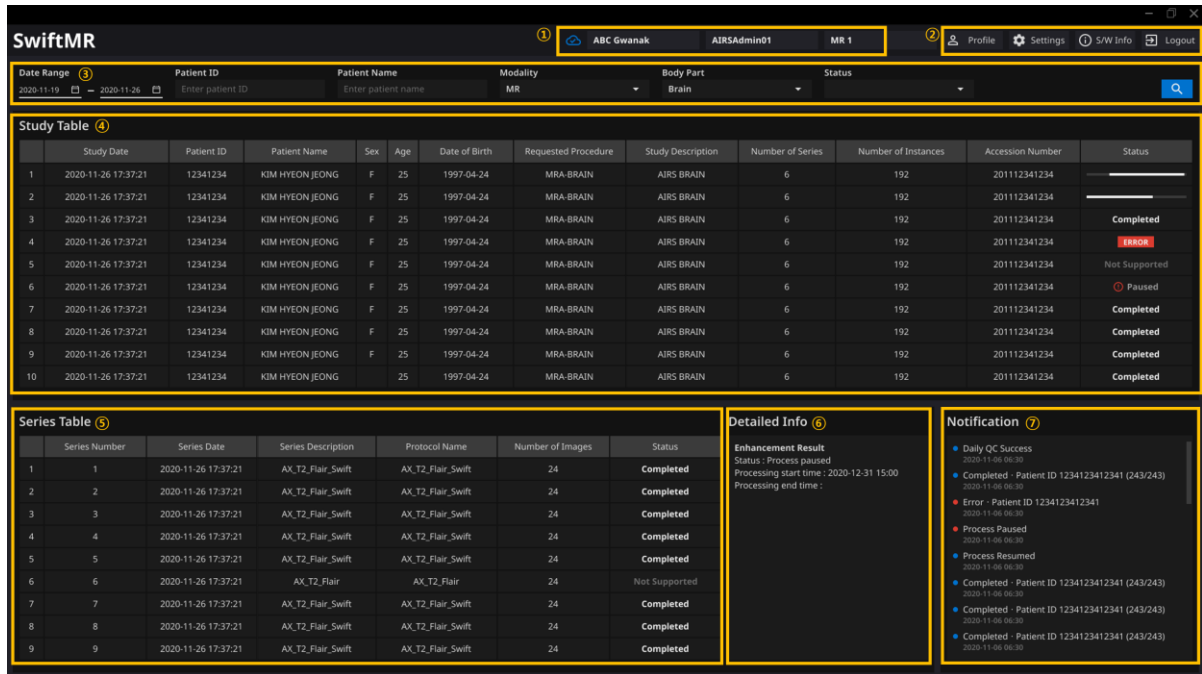 SwiftMR
① ABC Gwanak AIRSAdmin01 MR 1
② Profile Settings S/W Info Logout
Date Range ③ Patient ID Patient Name Modality Body Part Status
2020-11-19 – 2020-11-26 Enter patient ID Enter patient name MR Brain
Study Table ④
Study Date Patient ID Patient Name Sex Age Date of Birth Requested Procedure Study Description Number of Series Number of Instances Accession Number Status
1 2020-11-26 17:37:21 12341234 KIM HYEON JEONG F 25 1997-04-24 MRA-BRAIN AIRS BRAIN 6 192 201112341234
2 2020-11-26 17:37:21 12341234 KIM HYEON JEONG F 25 1997-04-24 MRA-BRAIN AIRS BRAIN 6 192 201112341234
3 2020-11-26 17:37:21 12341234 KIM HYEON JEONG F 25 1997-04-24 MRA-BRAIN AIRS BRAIN 6 192 201112341234 Completed
4 2020-11-26 17:37:21 12341234 KIM HYEON JEONG F 25 1997-04-24 MRA-BRAIN AIRS BRAIN 6 192 201112341234 ERROR
5 2020-11-26 17:37:21 12341234 KIM HYEON JEONG F 25 1997-04-24 MRA-BRAIN AIRS BRAIN 6 192 201112341234 Not Supported
6 2020-11-26 17:37:21 12341234 KIM HYEON JEONG F 25 1997-04-24 MRA-BRAIN AIRS BRAIN 6 192 201112341234 Paused
7 2020-11-26 17:37:21 12341234 KIM HYEON JEONG F 25 1997-04-24 MRA-BRAIN AIRS BRAIN 6 192 201112341234 Completed
8 2020-11-26 17:37:21 12341234 KIM HYEON JEONG F 25 1997-04-24 MRA-BRAIN AIRS BRAIN 6 192 201112341234 Completed
9 2020-11-26 17:37:21 12341234 KIM HYEON JEONG F 25 1997-04-24 MRA-BRAIN AIRS BRAIN 6 192 201112341234 Completed
10 2020-11-26 17:37:21 12341234 KIM HYEON JEONG 25 1997-04-24 MRA-BRAIN AIRS BRAIN 6 192 201112341234 Completed
Series Table ⑤
Series Number Series Date Series Description Protocol Name Number of Images Status
1 1 2020-11-26 17:37:21 AX_T2_Flair_Swift AX_T2_Flair_Swift 24 Completed
2 2 2020-11-26 17:37:21 AX_T2_Flair_Swift AX_T2_Flair_Swift 24 Completed
3 3 2020-11-26 17:37:21 AX_T2_Flair_Swift AX_T2_Flair_Swift 24 Completed
4 4 2020-11-26 17:37:21 AX_T2_Flair_Swift AX_T2_Flair_Swift 24 Completed
5 5 2020-11-26 17:37:21 AX_T2_Flair_Swift AX_T2_Flair_Swift 24 Completed
6 6 2020-11-26 17:37:21 AX_T2_Flair AX_T2_Flair 24 Not Supported
7 7 2020-11-26 17:37:21 AX_T2_Flair_Swift AX_T2_Flair_Swift 24 Completed
8 8 2020-11-26 17:37:21 AX_T2_Flair_Swift AX_T2_Flair_Swift 24 Completed
9 9 2020-11-26 17:37:21 AX_T2_Flair_Swift AX_T2_Flair_Swift 24 Completed
Detailed Info ⑥
Enhancement Result
Status : Process paused
Processing start time : 2020-12-31 15:00
Processing end time :
Notification ⑦
Daily QC Success
2020-11-06 06:30
Completed · Patient ID 1234123412341 (243/243)
2020-11-06 06:30
Error · Patient ID 1234123412341
2020-11-06 06:30
Process Paused
2020-11-06 06:30
Process Resumed
2020-11-06 06:30
Completed · Patient ID 1234123412341 (243/243)
2020-11-06 06:30
Completed · Patient ID 1234123412341 (243/243)
2020-11-06 06:30
Completed · Patient ID 1234123412341 (243/243)
2020-11-06 06:30